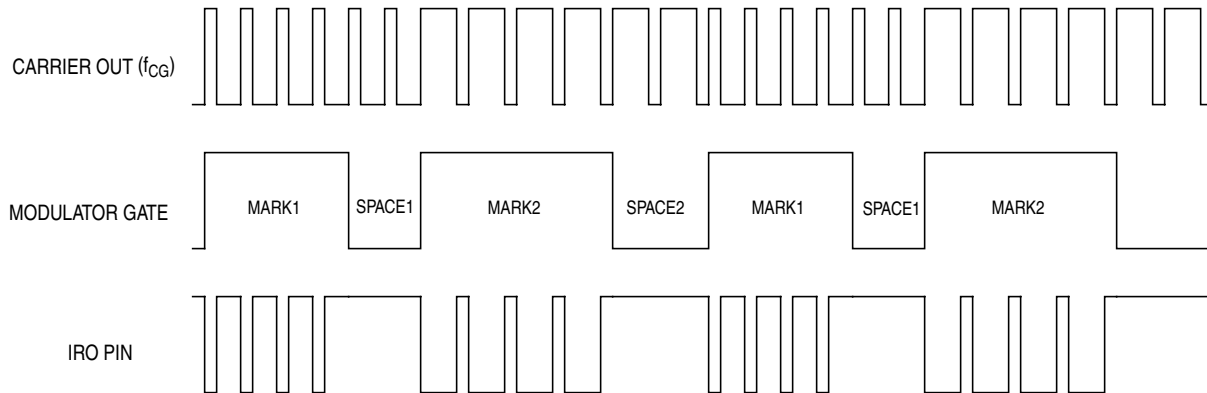 CARRIER OUT (fCG)
MODULATOR GATE
MARK1
SPACE1
MARK2
SPACE2
MARK1
SPACE1
MARK2
IRO PIN